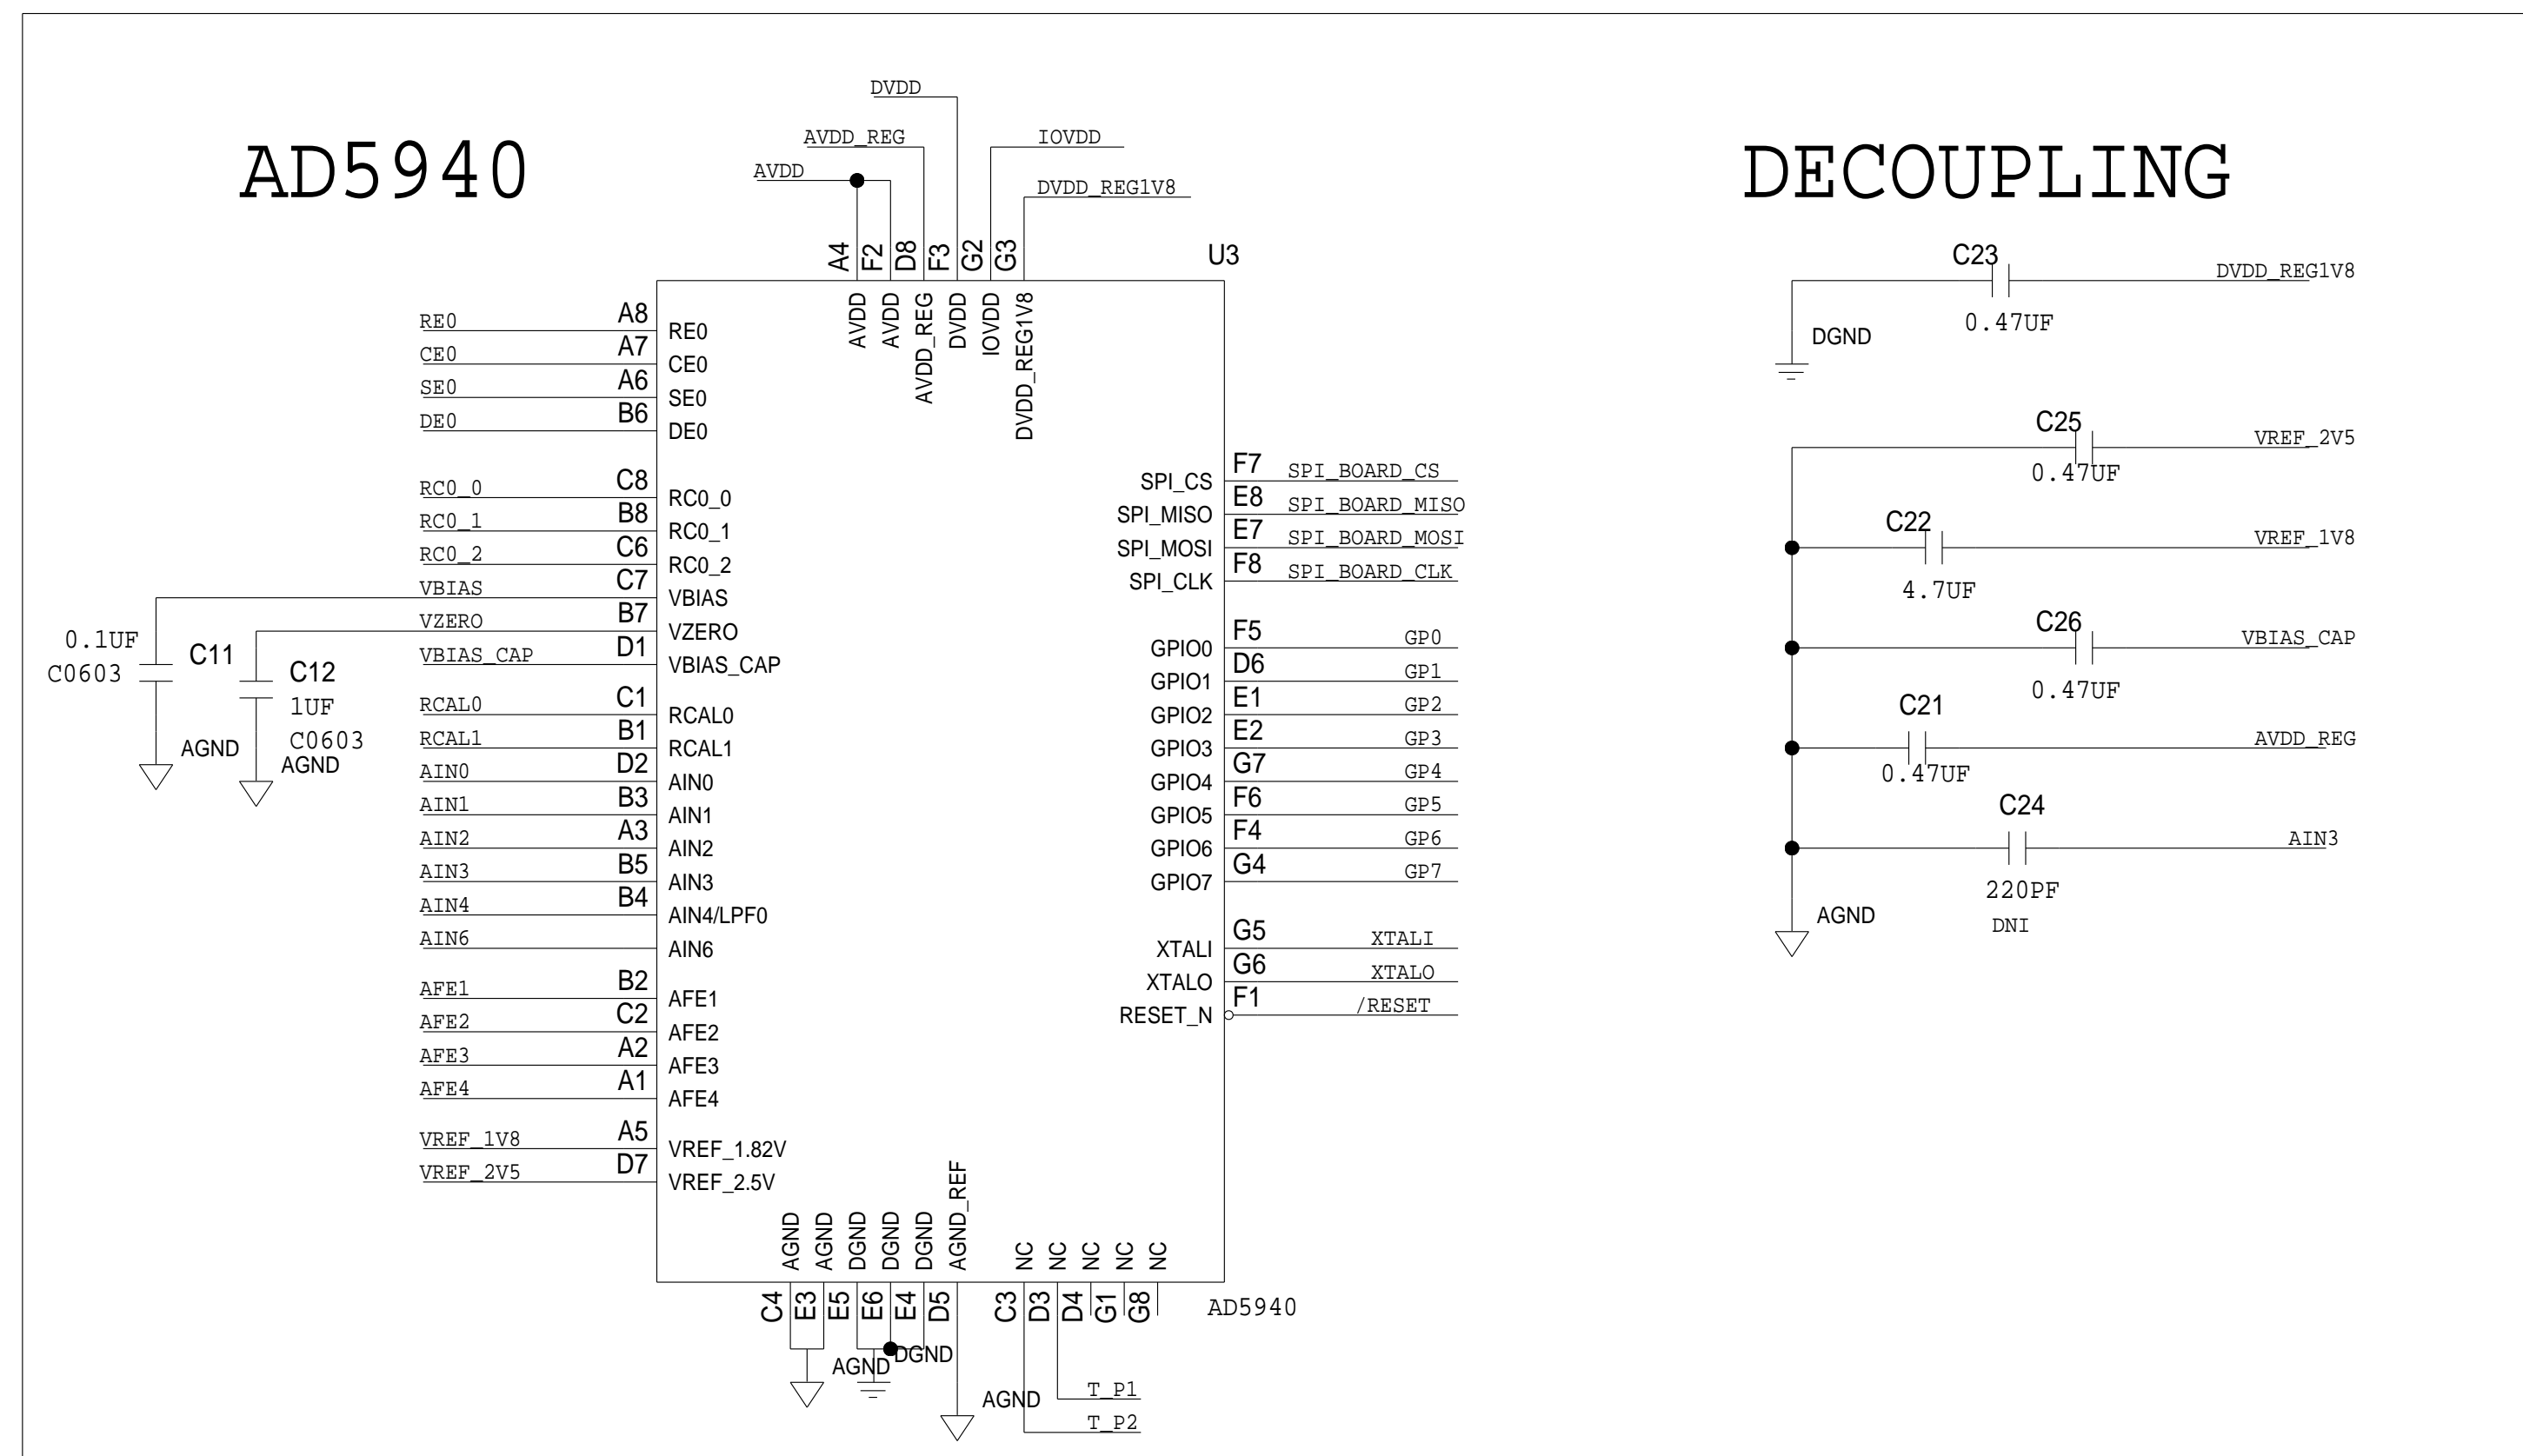 AD5940
DECOUPLING
DVDD
AVDD_REG
IOVDD
AVDD
DVDD_REG1V8
A4
F2
D8
F3
G2
G3
U3
AVDD
AVDD
AVDD_REG
DVDD
IOVDD
DVDD_REG1V8
RE0 A8 RE0
CE0 A7 CE0
SE0 A6 SE0
DE0 B6 DE0
RC0_0 C8 RC0_0
RC0_1 B8 RC0_1
RC0_2 C6 RC0_2
VBIAS C7 VBIAS
VZERO B7 VZERO
VBIAS_CAP D1 VBIAS_CAP
RCAL0 C1 RCAL0
RCAL1 B1 RCAL1
AIN0 D2 AIN0
AIN1 B3 AIN1
AIN2 A3 AIN2
AIN3 B5 AIN3
AIN4 B4 AIN4/LPF0
AIN6 AIN6
AFE1 B2 AFE1
AFE2 C2 AFE2
AFE3 A2 AFE3
AFE4 A1 AFE4
VREF_1V8 A5 VREF_1.82V
VREF_2V5 D7 VREF_2.5V
0.1UF
C11
C0603
AGND
C12
1UF
C0603
AGND
SPI_CS F7 SPI_BOARD_CS
SPI_MISO E8 SPI_BOARD_MISO
SPI_MOSI E7 SPI_BOARD_MOSI
SPI_CLK F8 SPI_BOARD_CLK
GPIO0 F5 GP0
GPIO1 D6 GP1
GPIO2 E1 GP2
GPIO3 E2 GP3
GPIO4 G7 GP4
GPIO5 F6 GP5
GPIO6 F4 GP6
GPIO7 G4 GP7
XTALI G5 XTALI
XTALO G6 XTALO
RESET_N F1 /RESET
AGND
AGND
DGND
DGND
DGND
AGND_REF
NC
NC
NC
NC
NC
C4
E3
E5
E6
E4
D5
C3
D3
D4
G1
G8
AD5940
AGND
DGND
AGND
T_P1
T_P2
C23
DVDD_REG1V8
0.47UF
DGND
C25
VREF_2V5
0.47UF
C22
VREF_1V8
4.7UF
C26
VBIAS_CAP
0.47UF
C21
AVDD_REG
0.47UF
C24
AIN3
220PF
DNI
AGND